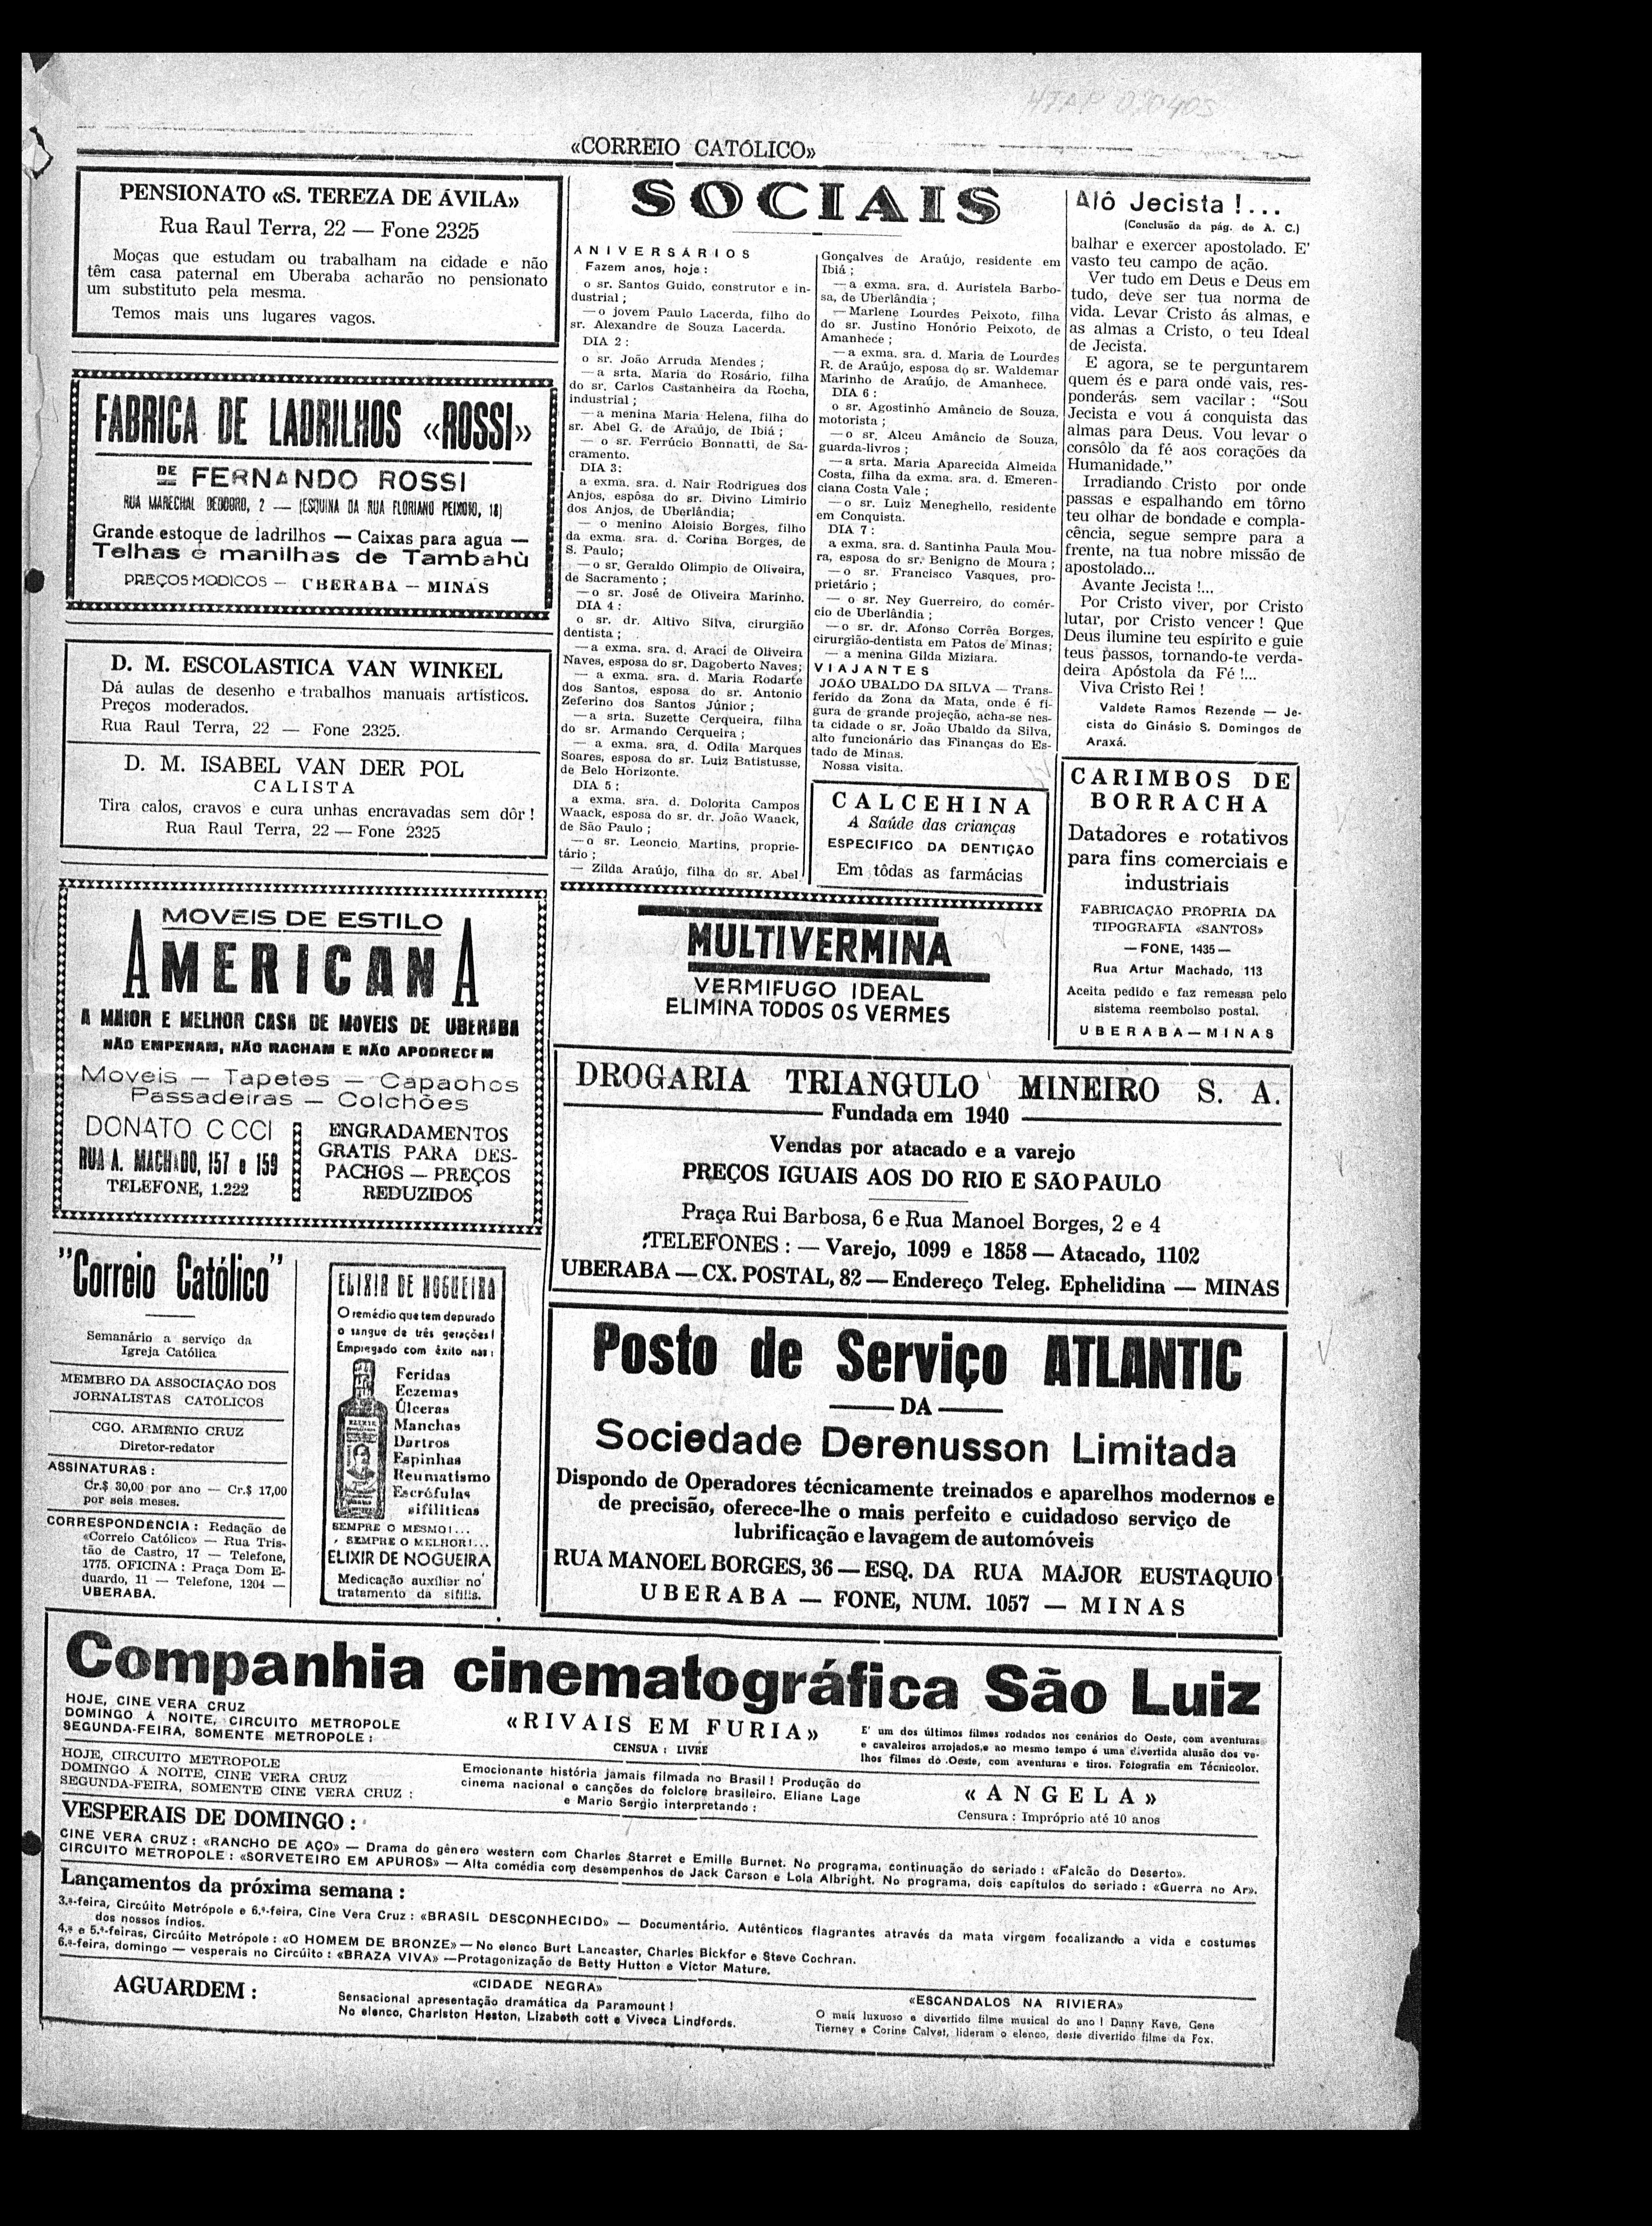 «CORREIO CATÓLICO»
PENSIONATO «S. TEREZA DE ÁVILA»
Rua Raul Terra, 22 — Fone 2325
Moças que estudam ou trabalham na cidade e não
têm casa paternal em Uberaba acharão no pensionato
um substituto pela mesma.
Temos mais uns lugares vagos.
FABRICA DE LADRILHOS «ROSSI»
DE FERNANDO ROSSI
RUA MARECHAL DEODORO, 2 — (ESQUINA DA RUA FLORIANO PEIXOTO, 18)
Grande estoque de ladrilhos — Caixas para agua —
Telhas e manilhas de Tambahù
PREÇOS MODICOS — UBERABA — MINAS
D. M. ESCOLASTICA VAN WINKEL
Dá aulas de desenho e trabalhos manuais artísticos.
Preços moderados.
Rua Raul Terra, 22 — Fone 2325.
D. M. ISABEL VAN DER POL
CALISTA
Tira calos, cravos e cura unhas encravadas sem dôr !
Rua Raul Terra, 22 — Fone 2325
MOVEIS DE ESTILO
AMERICANA
A MAIOR E MELHOR CASA DE MOVEIS DE UBERABA
NÃO EMPENAM, NÃO RACHAM E NÃO APODRECEM
Moveis — Tapetes — Capachos
Passadeiras — Colchões
DONATO C CCI
RUA A. MACHADO, 157 e 159
TELEFONE, 1.222
ENGRADAMENTOS
GRATIS PARA DES-
PACHOS — PREÇOS
REDUZIDOS
"Correio Católico"
Semanário a serviço da
Igreja Católica
MEMBRO DA ASSOCIAÇÃO DOS
JORNALISTAS CATÓLICOS
CGO. ARMENIO CRUZ
Diretor-redator
ASSINATURAS :
Cr.$ 30,00 por ano — Cr.$ 17,00
por seis meses.
CORRESPONDENCIA : Redação de
«Correio Católico» — Rua Tris-
tão de Castro, 17 — Telefone,
1775. OFICINA : Praça Dom E-
duardo, 11 — Telefone, 1204 —
UBERABA.
ELIXIR DE NOGUEIRA
O remédio que tem depurado
o sangue de três gerações !
Empregado com êxito nas :
Feridas
Eczemas
Úlceras
Manchas
Dartros
Espinhas
Reumatismo
Escrófulas
sifilíticas
SEMPRE O MESMO !...
SEMPRE O MELHOR !...
ELIXIR DE NOGUEIRA
Medicação auxiliar no
tratamento da sífilis.
SOCIAIS
ANIVERSÁRIOS
Fazem anos, hoje :
o sr. Santos Guido, construtor e in-
dustrial ;
—o jovem Paulo Lacerda, filho do
sr. Alexandre de Souza Lacerda.
DIA 2 :
o sr. João Arruda Mendes ;
—a srta. Maria do Rosário, filha
do sr. Carlos Castanheira da Rocha,
industrial ;
—a menina Maria Helena, filha do
sr. Abel G. de Araújo, de Ibiá ;
— o sr. Ferrúcio Bonnatti, de Sa-
cramento.
DIA 3:
a exma. sra. d. Nair Rodrigues dos
Anjos, espôsa do sr. Divino Limírio
dos Anjos, de Uberlândia;
— o menino Aloisio Borges, filho
da exma. sra. d. Corina Borges, de
S. Paulo;
—o sr. Geraldo Olimpio de Oliveira,
de Sacramento ;
—o sr. José de Oliveira Marinho.
DIA 4 :
o sr. dr. Altivo Silva, cirurgião
dentista ;
—a exma. sra. d. Araci de Oliveira
Naves, esposa do sr. Dagoberto Naves;
— a exma. sra. d. Maria Rodarte
dos Santos, esposa do sr. Antonio
Zeferino dos Santos Júnior ;
—a srta. Suzette Cerqueira, filha
do sr. Armando Cerqueira ;
— a exma. sra. d. Odila Marques
Soares, esposa do sr. Luiz Batistusse,
de Belo Horizonte.
DIA 5 :
a exma. sra. d. Dolorita Campos
Waack, esposa do sr. dr. João Waack,
de São Paulo ;
—o sr. Leoncio Martins, proprie-
tário ;
— Zilda Araújo, filha do sr. Abel
Gonçalves de Araújo, residente em
Ibiá ;
—a exma. sra. d. Auristela Barbo-
sa, de Uberlândia ;
—Marlene Lourdes Peixoto, filha
do sr. Justino Honório Peixoto, de
Amanhece ;
—a exma. sra. d. Maria de Lourdes
R. de Araújo, esposa do sr. Waldemar
Marinho de Araújo, de Amanhece.
DIA 6 :
o sr. Agostinho Amâncio de Souza,
motorista ;
—o sr. Alceu Amâncio de Souza,
guarda-livros ;
—a srta. Maria Aparecida Almeida
Costa, filha da exma. sra. d. Emeren-
ciana Costa Vale ;
—o sr. Luiz Meneghello, residente
em Conquista.
DIA 7 :
a exma. sra. d. Santinha Paula Mou-
ra, esposa do sr. Benigno de Moura ;
—o sr. Francisco Vasques, pro-
prietário ;
— o sr. Ney Guerreiro, do comér-
cio de Uberlândia ;
—o sr. dr. Afonso Corrêa Borges,
cirurgião-dentista em Patos de Minas;
— a menina Gilda Miziara.
VIAJANTES
JOÃO UBALDO DA SILVA — Trans-
ferido da Zona da Mata, onde é fi-
gura de grande projeção, acha-se nes-
ta cidade o sr. João Ubaldo da Silva,
alto funcionário das Finanças do Es-
tado de Minas.
Nossa visita.
CALCEHINA
A Saúde das crianças
ESPECIFICO DA DENTIÇÃO
Em tôdas as farmácias
MULTIVERMINA
VERMIFUGO IDEAL
ELIMINA TODOS OS VERMES
Alô Jecista !...
(Conclusão da pág. de A. C.)
balhar e exercer apostolado. E'
vasto teu campo de ação.
Ver tudo em Deus e Deus em
tudo, deve ser tua norma de
vida. Levar Cristo ás almas, e
as almas a Cristo, o teu Ideal
de Jecista.
E agora, se te perguntarem
quem és e para onde vais, res-
ponderás sem vacilar : "Sou
Jecista e vou á conquista das
almas para Deus. Vou levar o
consôlo da fé aos corações da
Humanidade."
Irradiando Cristo por onde
passas e espalhando em tôrno
teu olhar de bondade e compla-
cência, segue sempre para a
frente, na tua nobre missão de
apostolado...
Avante Jecista !...
Por Cristo viver, por Cristo
lutar, por Cristo vencer ! Que
Deus ilumine teu espírito e guie
teus passos, tornando-te verda-
deira Apóstola da Fé !...
Viva Cristo Rei !
Valdete Ramos Rezende — Je-
cista do Ginásio S. Domingos de
Araxá.
CARIMBOS DE
BORRACHA
Datadores e rotativos
para fins comerciais e
industriais
FABRICAÇÃO PROPRIA DA
TIPOGRAFIA «SANTOS»
— FONE, 1435 —
Rua Artur Machado, 113
Aceita pedido e faz remessa pelo
sistema reembolso postal.
UBERABA — MINAS
DROGARIA TRIANGULO MINEIRO S. A.
Fundada em 1940
Vendas por atacado e a varejo
PREÇOS IGUAIS AOS DO RIO E SÃO PAULO
Praça Rui Barbosa, 6 e Rua Manoel Borges, 2 e 4
TELEFONES : — Varejo, 1099 e 1858 — Atacado, 1102
UBERABA — CX. POSTAL, 82 — Endereço Teleg. Ephelidina — MINAS
Posto de Serviço ATLANTIC
DA
Sociedade Derenusson Limitada
Dispondo de Operadores técnicamente treinados e aparelhos modernos e
de precisão, oferece-lhe o mais perfeito e cuidadoso serviço de
lubrificação e lavagem de automóveis
RUA MANOEL BORGES, 36 — ESQ. DA RUA MAJOR EUSTAQUIO
UBERABA — FONE, NUM. 1057 — MINAS
Companhia cinematográfica São Luiz
HOJE, CINE VERA CRUZ
DOMINGO Á NOITE, CIRCUITO METROPOLE
SEGUNDA-FEIRA, SOMENTE METROPOLE :
«RIVAIS EM FURIA»
CENSUA : LIVRE
E' um dos últimos filmes rodados nos cenários do Oeste, com aventuras
e cavaleiros arrojados,e ao mesmo tempo é uma divertida alusão dos ve-
lhos filmes do Oeste, com aventuras e tiros. Fotografia em Técnicolor.
HOJE, CIRCUITO METROPOLE
DOMINGO Á NOITE, CINE VERA CRUZ
SEGUNDA-FEIRA, SOMENTE CINE VERA CRUZ :
Emocionante história jamais filmada no Brasil ! Produção do
cinema nacional e canções do folclore brasileiro. Eliane Lage
e Mario Sergio interpretando :
«ANGELA»
Censura : Impróprio até 10 anos
VESPERAIS DE DOMINGO :
CINE VERA CRUZ : «RANCHO DE AÇO» — Drama do gênero western com Charles Starret e Emille Burnet. No programa, continuação do seriado : «Falcão do Deserto».
CIRCUITO METROPOLE : «SORVETEIRO EM APUROS» — Alta comédia com desempenhos de Jack Carson e Lola Albright. No programa, dois capítulos do seriado : «Guerra no Ar».
Lançamentos da próxima semana :
3.ª-feira, Circúito Metrópole e 6.ª-feira, Cine Vera Cruz : «BRASIL DESCONHECIDO» — Documentário. Autênticos flagrantes através da mata virgem focalizando a vida e costumes
dos nossos índios.
4.ª e 5.ª-feiras, Circúito Metrópole : «O HOMEM DE BRONZE» — No elenco Burt Lancaster, Charles Bickfor e Steve Cochran.
6.ª-feira, domingo — vesperais no Circúito : «BRAZA VIVA» —Protagonização de Betty Hutton e Victor Mature.
AGUARDEM :
«CIDADE NEGRA»
Sensacional apresentação dramática da Paramount !
No elenco, Charlston Heston, Lizabeth cott e Viveca Lindfords.
«ESCANDALOS NA RIVIERA»
O mais luxuoso e divertido filme musical do ano ! Danny Kave, Gene
Tierney e Corine Calvet, lideram o elenco, deste divertido filme da Fox.